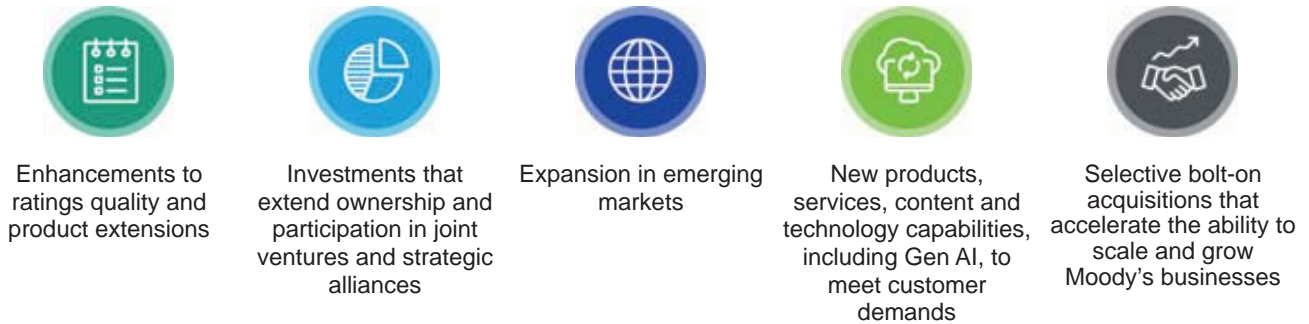 Enhancements to
ratings quality and
product extensions
Investments that
extend ownership and
participation in joint
ventures and strategic
alliances
Expansion in emerging
markets
New products,
services, content and
technology capabilities,
including Gen AI, to
meet customer
demands
Selective bolt-on
acquisitions that
accelerate the ability to
scale and grow
Moody’s businesses